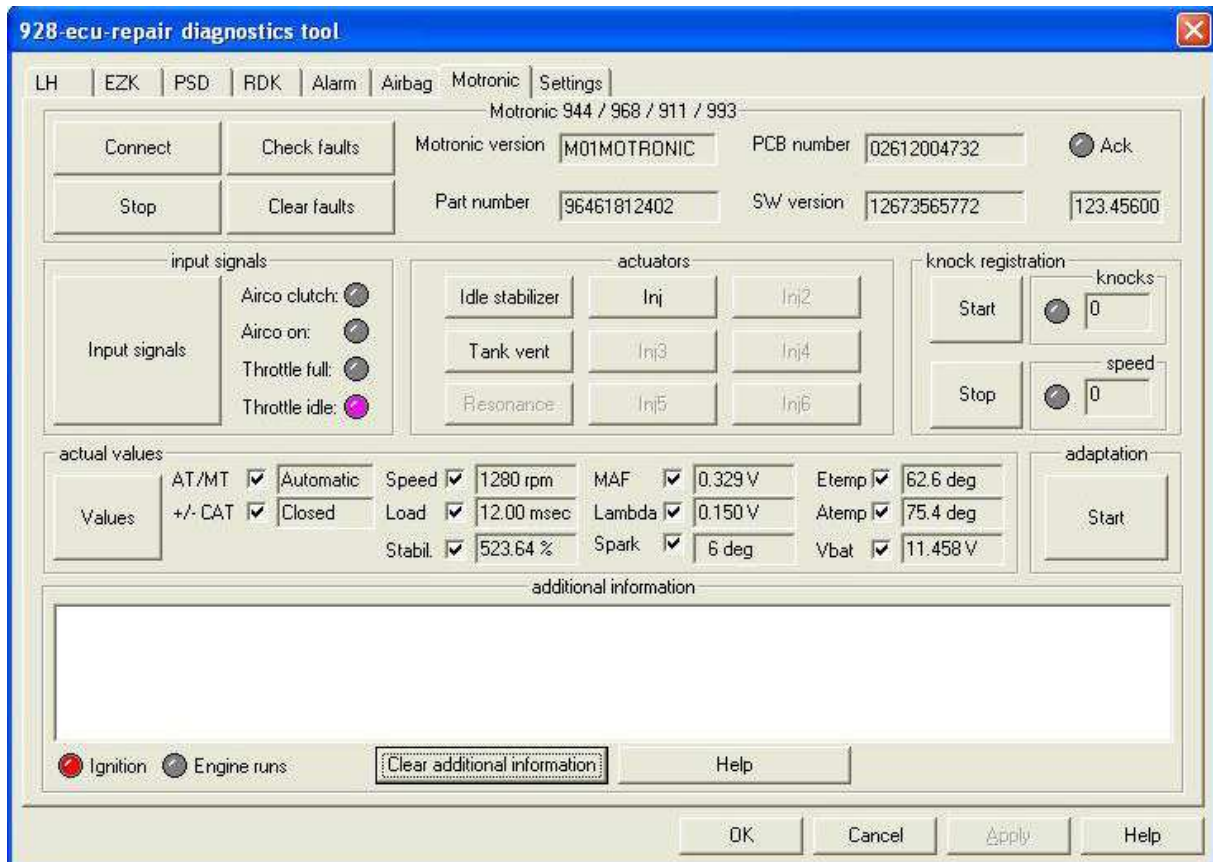 928-ecu-repair diagnostics tool
LH EZK PSD RDK Alarm Airbag Motronic Settings
Motronic 944 / 968 / 911 / 993
Connect Check faults Motronic version M01MOTRONIC PCB number 02612004732 Ack
Stop Clear faults Part number 96461812402 SW version 12673565772 123.45600
input signals actuators knock registration
knocks
Airco clutch: Idle stabilizer Inj Inj2 Start 0
Airco on:
Input signals Tank vent Inj3 Inj4
Throttle full: speed
Throttle idle: Resonance Inj5 Inj6 Stop 0
actual values adaptation
AT/MT Automatic Speed 1280 rpm MAF 0.329 V Etemp 62.6 deg
Values +/- CAT Closed Load 12.00 msec Lambda 0.150 V Atemp 75.4 deg Start
Stabil. 523.64 % Spark 6 deg Vbat 11.458 V
additional information
Ignition Engine runs Clear additional information Help
OK Cancel Apply Help